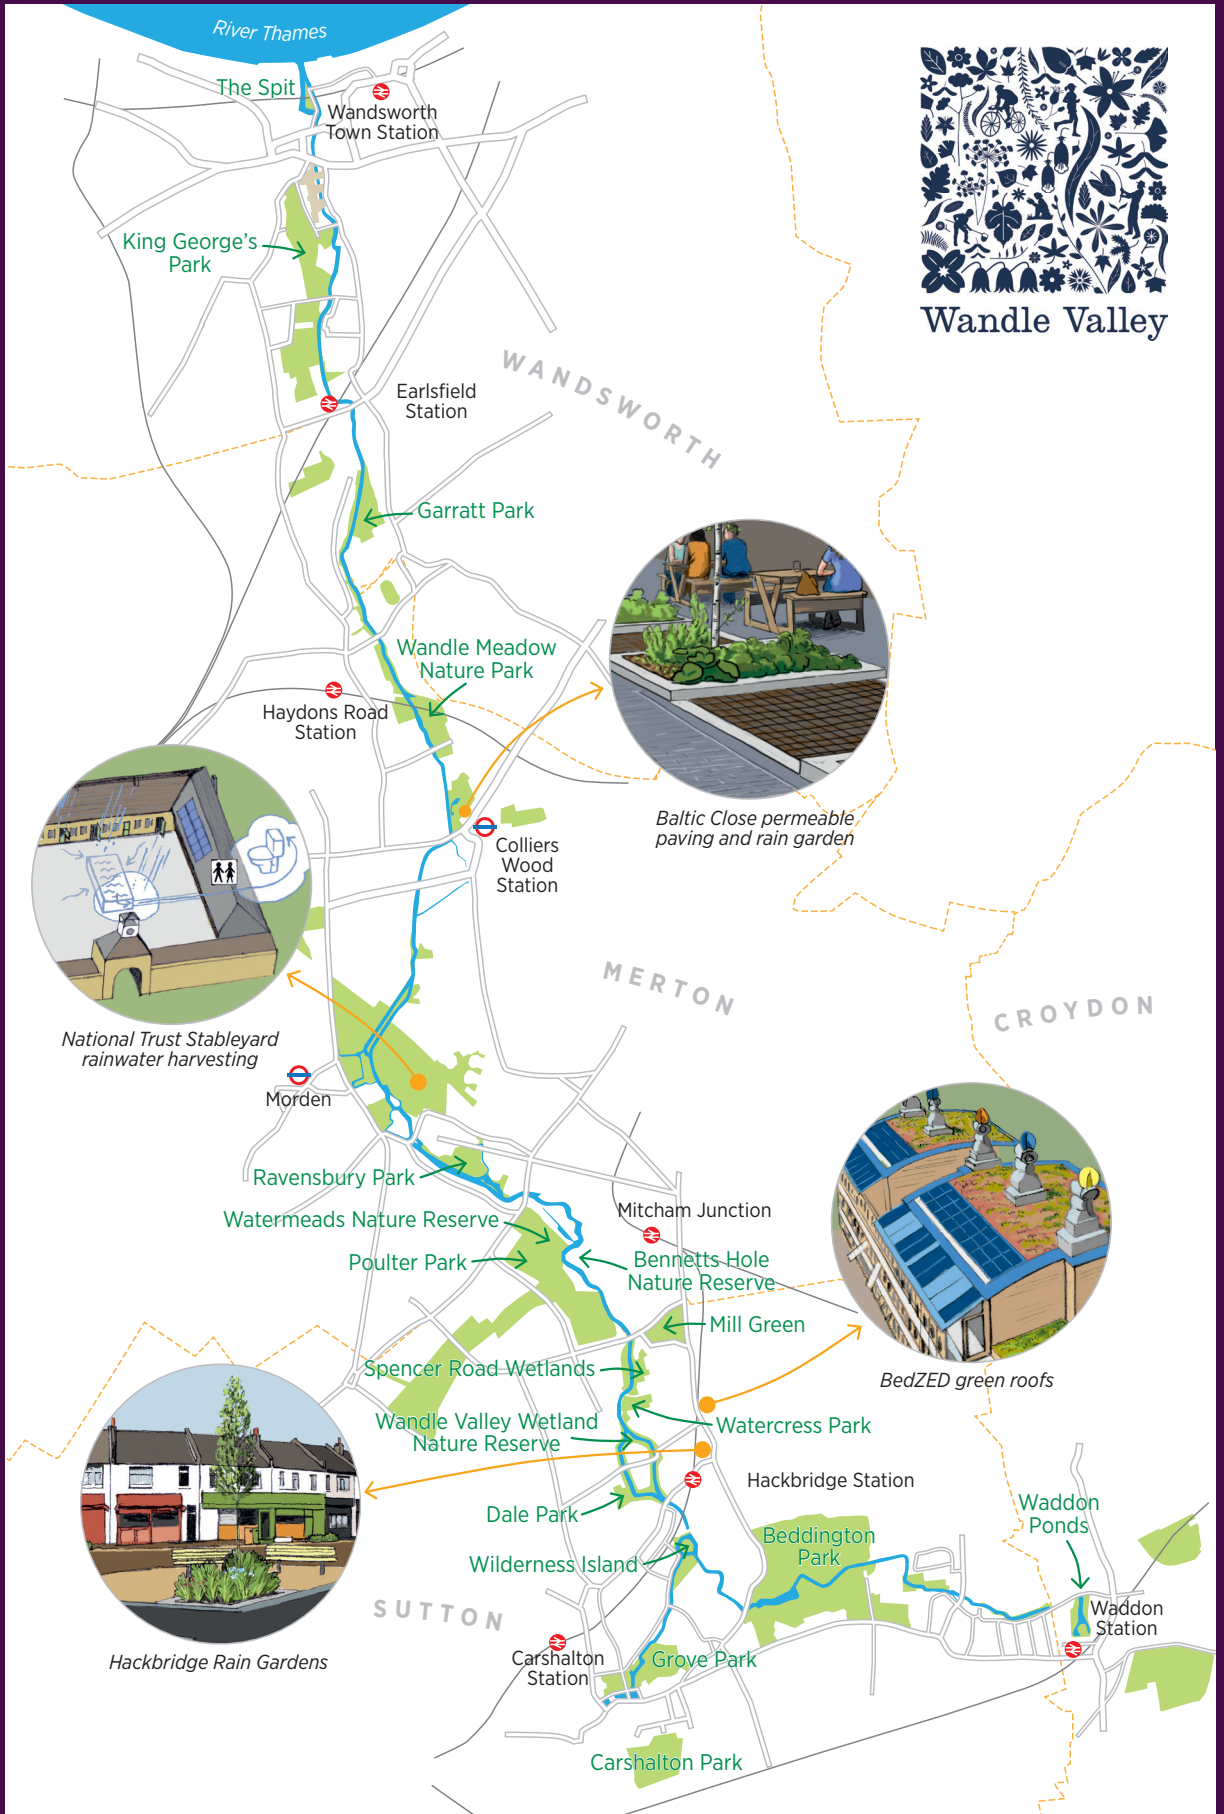 River Thames
The Spit
Wandsworth
Town Station
Wandle Valley
King George's
Park
WANDSWORTH
Earlsfield
Station
Garratt Park
Wandle Meadow
Nature Park
Haydons Road
Station
Baltic Close permeable
paving and rain garden
Colliers
Wood
Station
MERTON
CROYDON
National Trust Stableyard
rainwater harvesting
Morden
Ravensbury Park
Mitcham Junction
Watermeads Nature Reserve
Poulter Park
Bennetts Hole
Nature Reserve
Mill Green
Spencer Road Wetlands
BedZED green roofs
Wandle Valley Wetland
Nature Reserve
Watercress Park
Hackbridge Station
Dale Park
Waddon
Ponds
Beddington
Park
Wilderness Island
SUTTON
Waddon
Station
Hackbridge Rain Gardens
Carshalton
Station
Grove Park
Carshalton Park